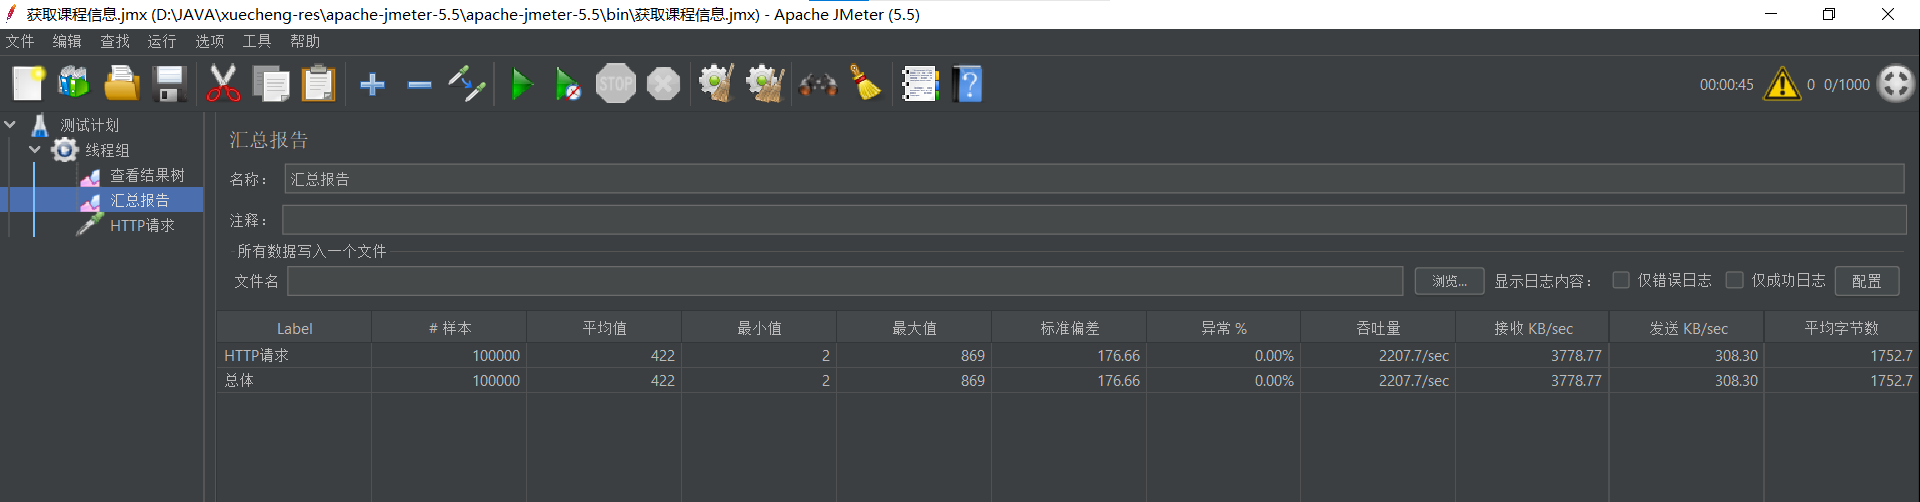 获取课程信息.jmx (D:\JAVA\xuecheng-res\apache-jmeter-5.5\apache-jmeter-5.5\bin\获取课程信息.jmx) - Apache JMeter (5.5)
文件 编辑 查找 运行 选项 工具 帮助
STOP
00:00:45 0 0/1000
测试计划
线程组
查看结果树
汇总报告
HTTP请求
汇总报告
名称： 汇总报告
注释：
所有数据写入一个文件
文件名 浏览... 显示日志内容： 仅错误日志 仅成功日志 配置
Label # 样本 平均值 最小值 最大值 标准偏差 异常 % 吞吐量 接收 KB/sec 发送 KB/sec 平均字节数
HTTP请求 100000 422 2 869 176.66 0.00% 2207.7/sec 3778.77 308.30 1752.7
总体 100000 422 2 869 176.66 0.00% 2207.7/sec 3778.77 308.30 1752.7